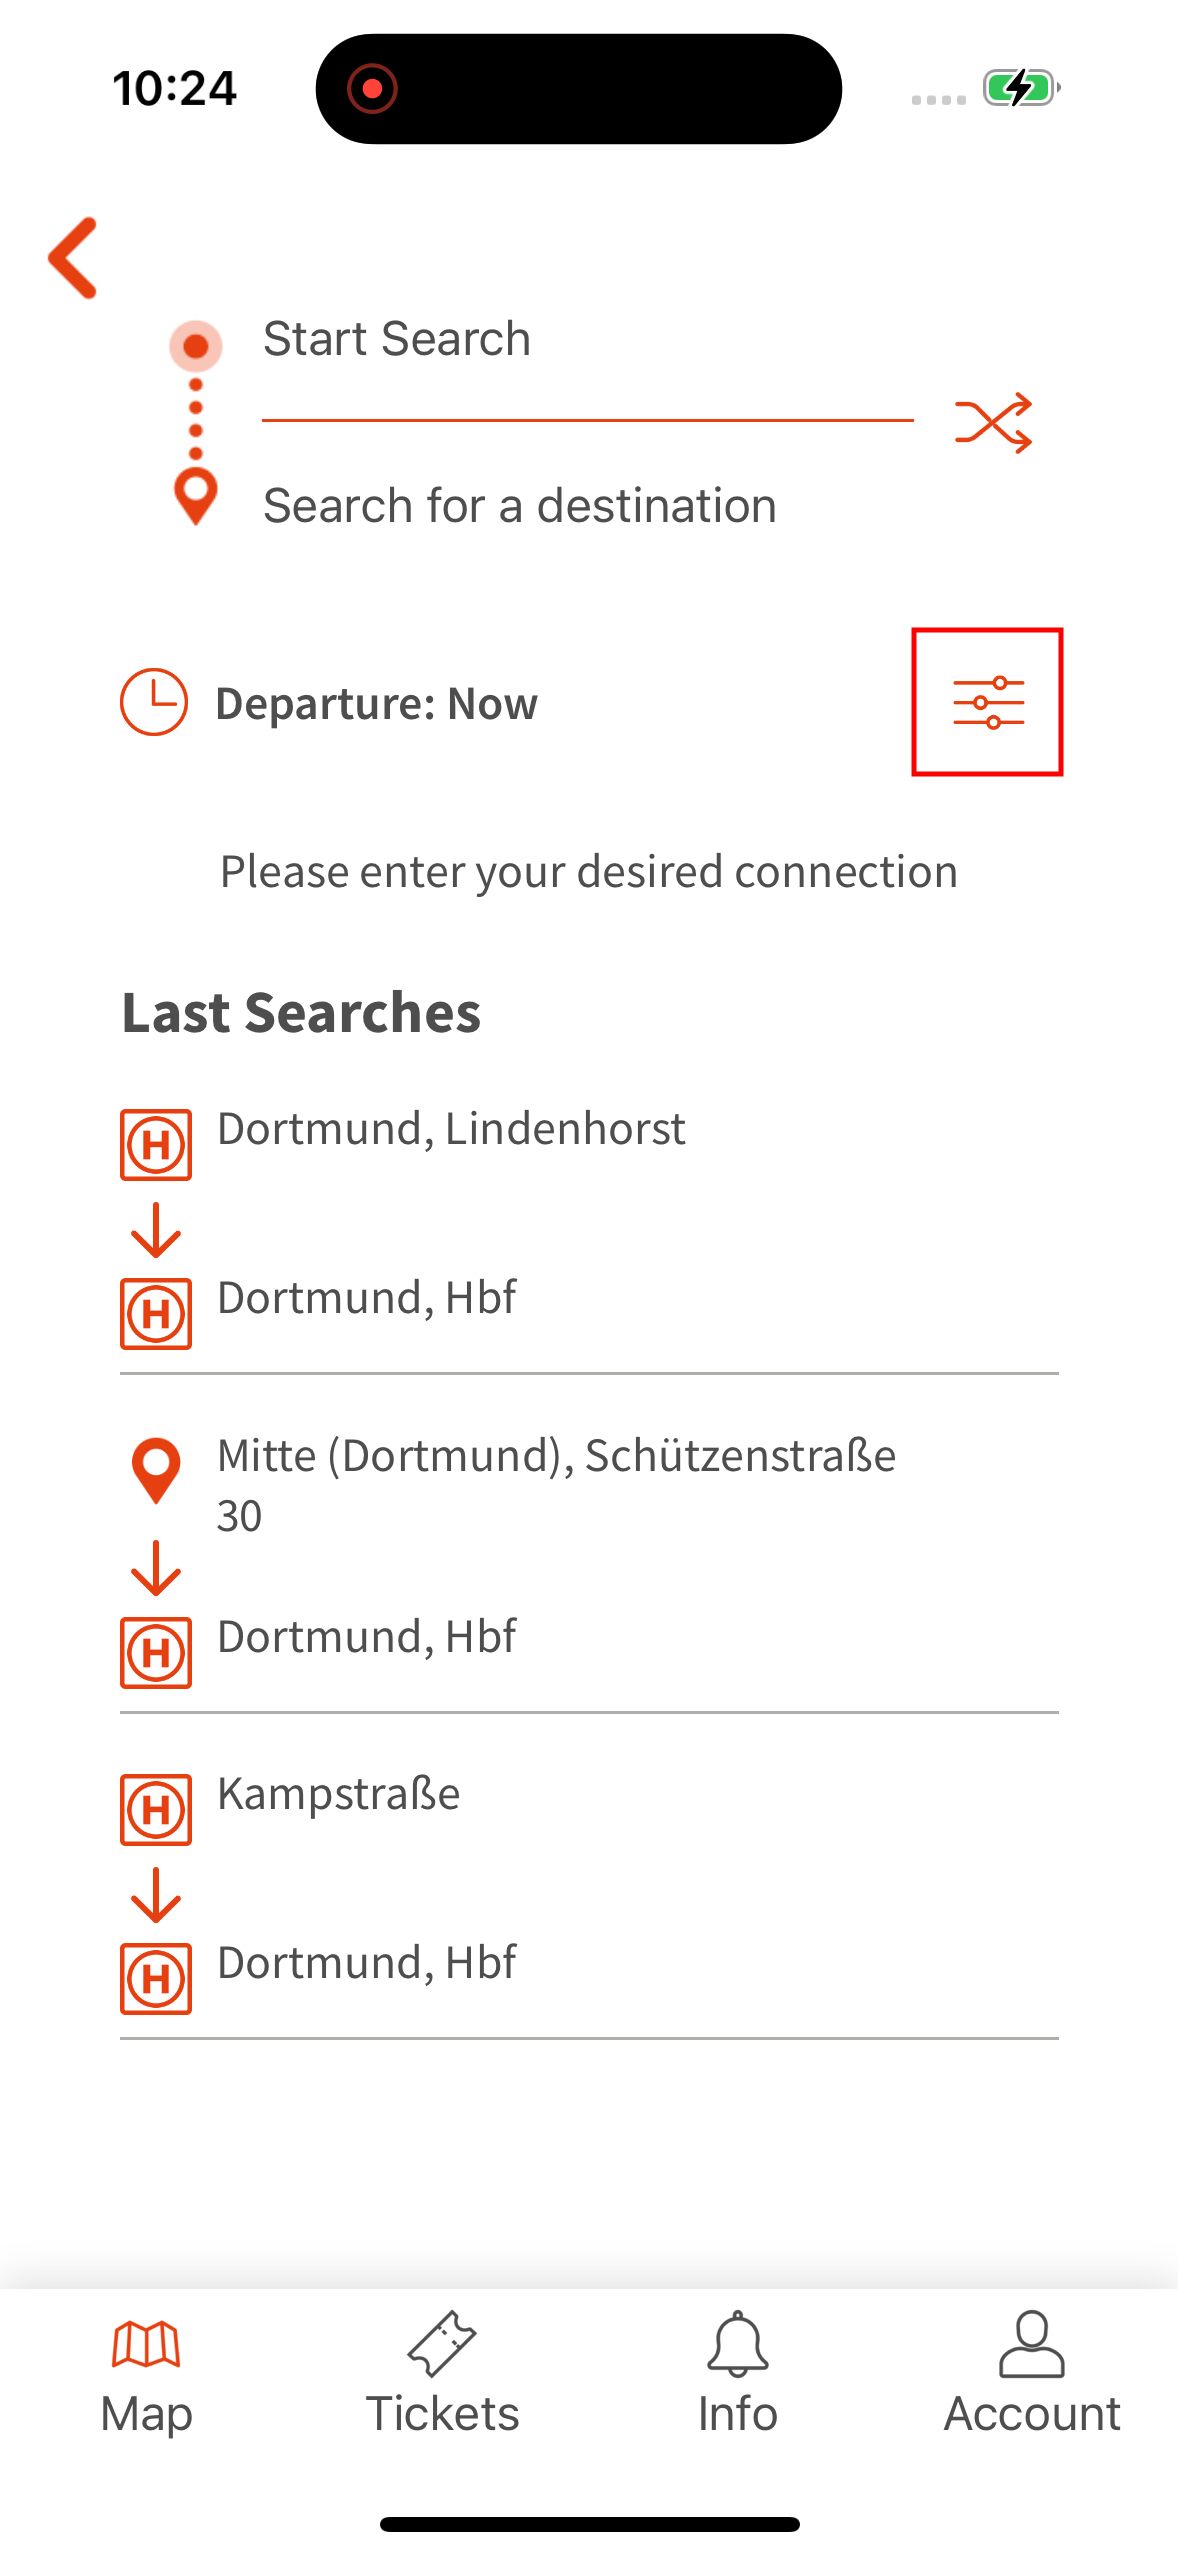 10:24
Start Search
Search for a destination
Departure: Now
Please enter your desired connection
Last Searches
H Dortmund, Lindenhorst
H Dortmund, Hbf
Mitte (Dortmund), Schützenstraße
30
H Dortmund, Hbf
H Kampstraße
H Dortmund, Hbf
Map Tickets Info Account